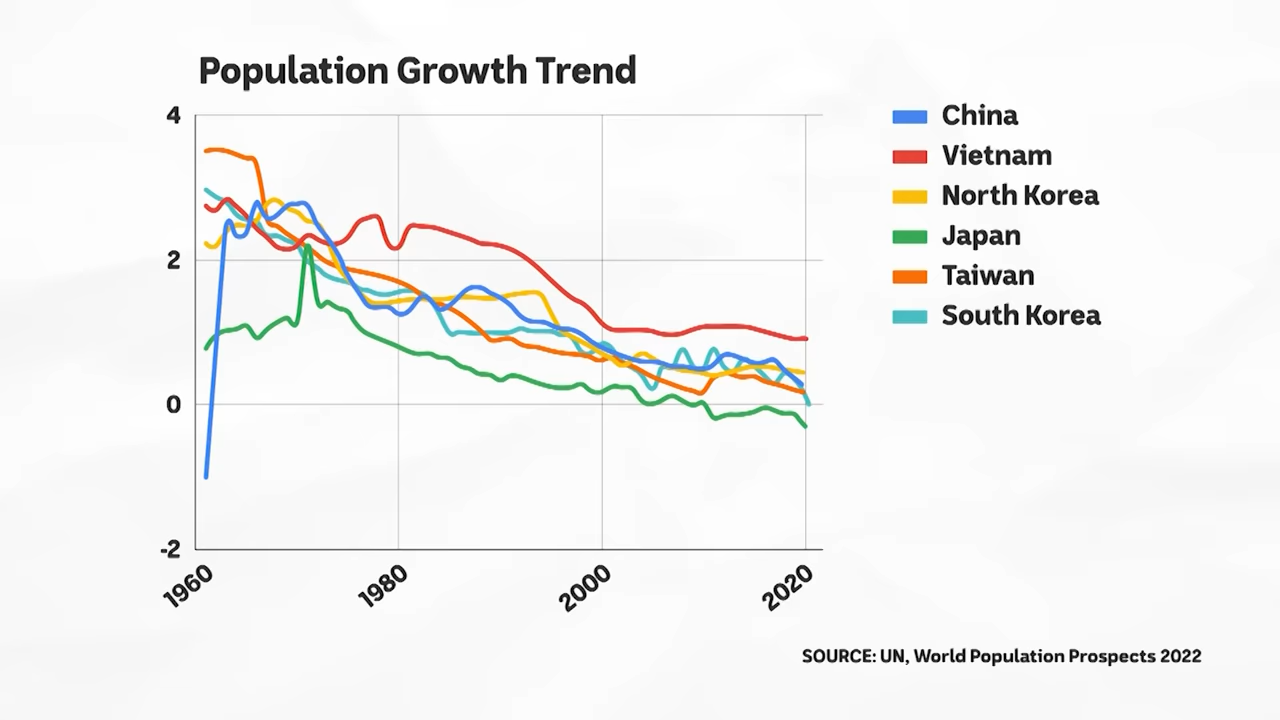 Population Growth Trend
4
2
0
-2
1960
1980
2000
2020
China
Vietnam
North Korea
Japan
Taiwan
South Korea
SOURCE: UN, World Population Prospects 2022